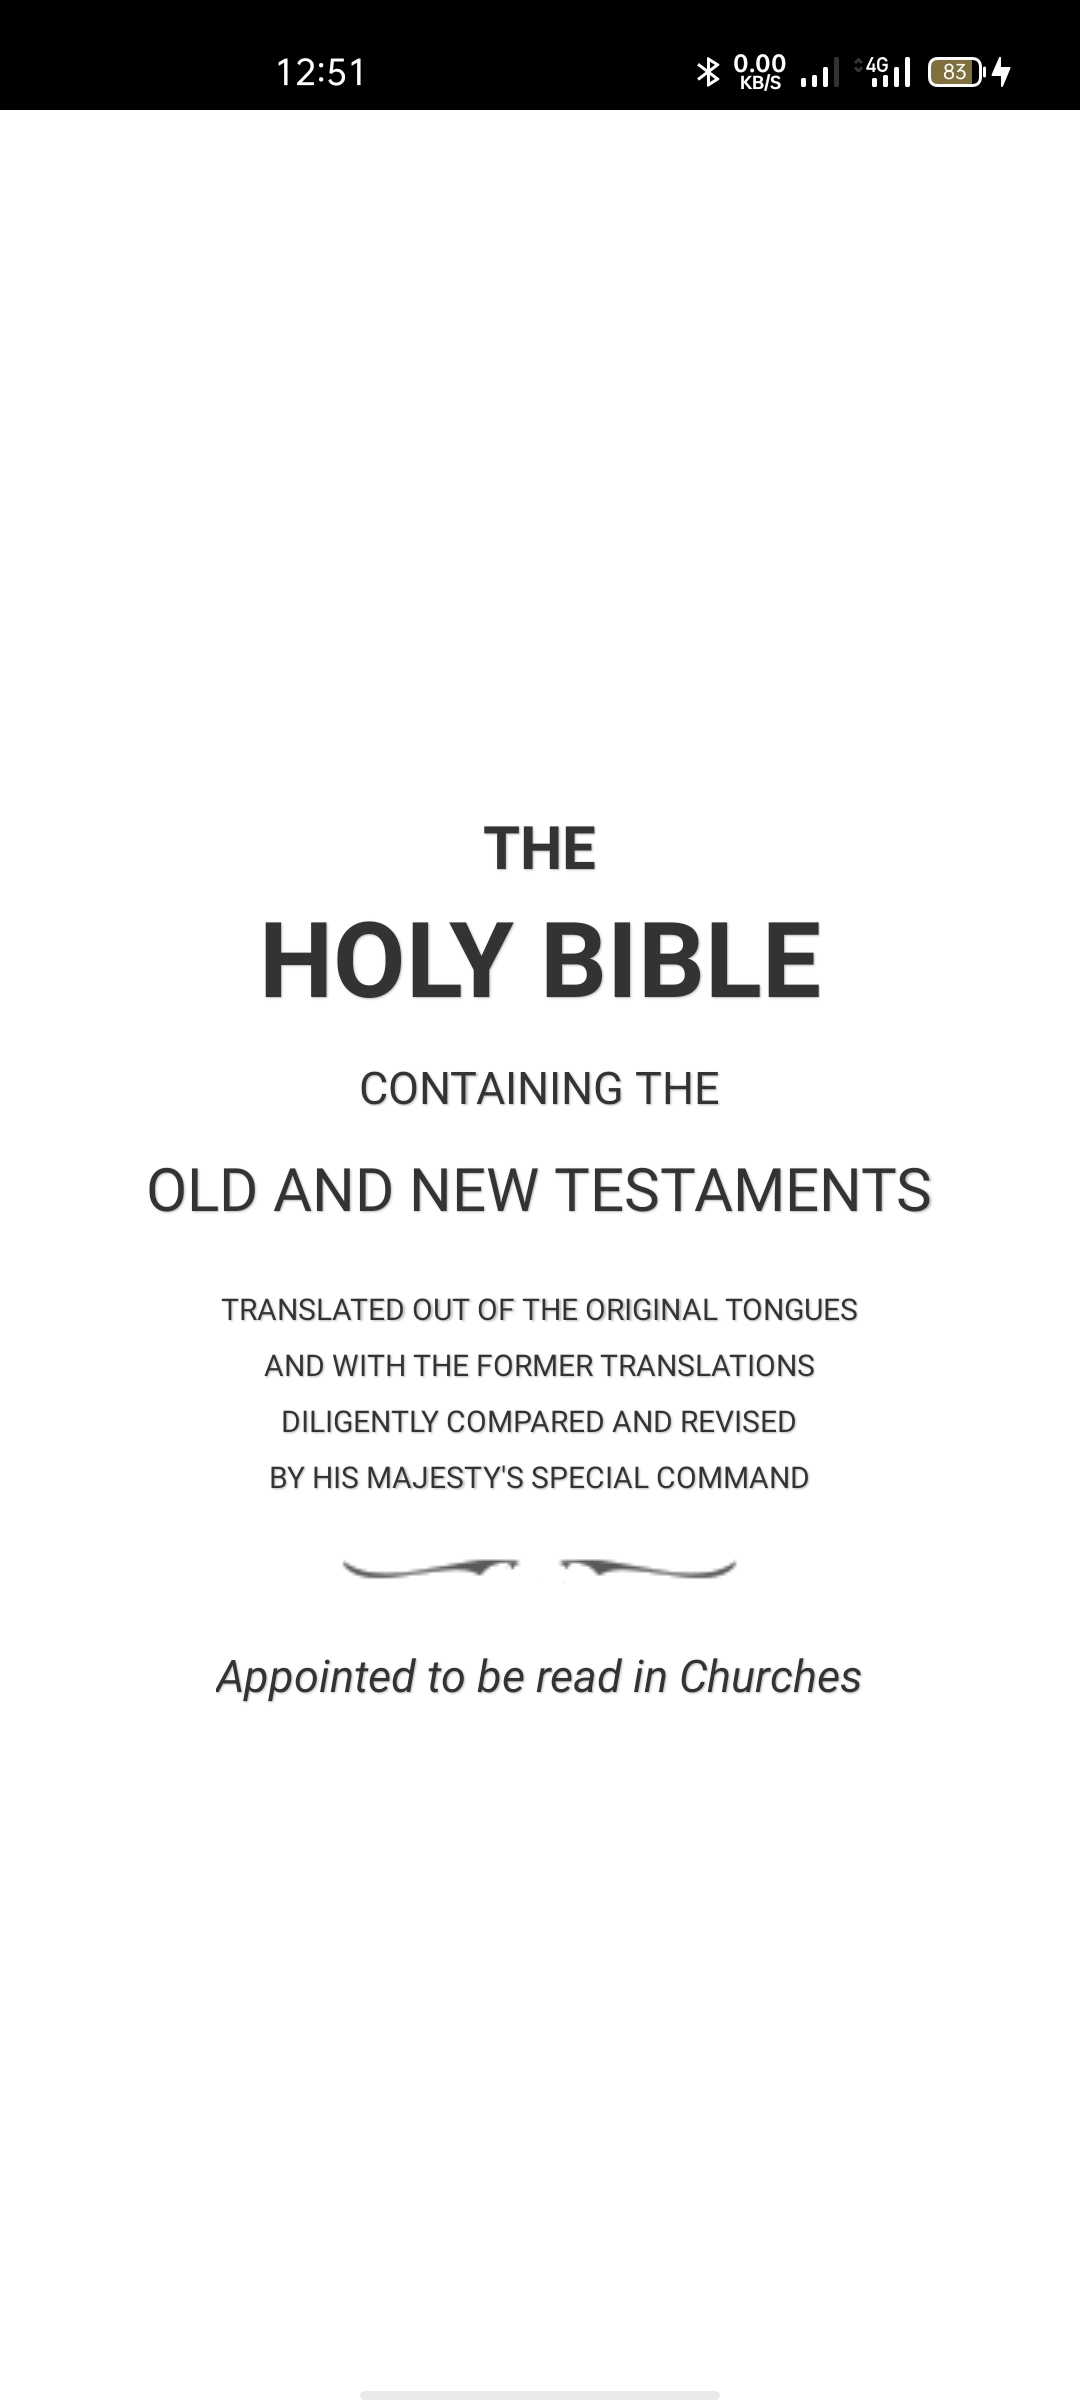 12:51
0.00
KB/S
4G
83
THE
HOLY BIBLE
CONTAINING THE
OLD AND NEW TESTAMENTS
TRANSLATED OUT OF THE ORIGINAL TONGUES
AND WITH THE FORMER TRANSLATIONS
DILIGENTLY COMPARED AND REVISED
BY HIS MAJESTY'S SPECIAL COMMAND
Appointed to be read in Churches